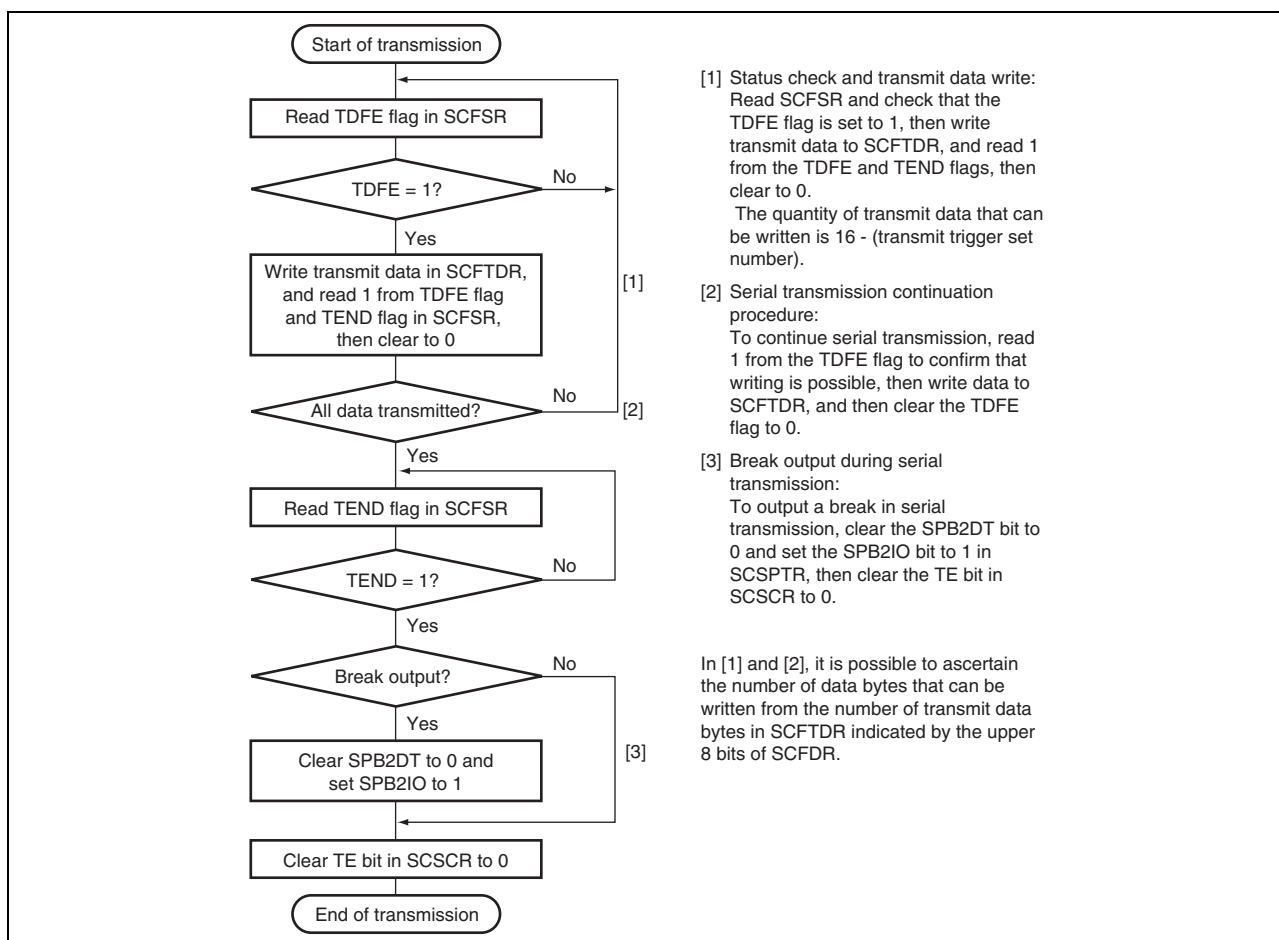 Start of transmission
Read TDFE flag in SCFSR
TDFE = 1?
No
Yes
Write transmit data in SCFTDR,
and read 1 from TDFE flag
and TEND flag in SCFSR,
then clear to 0
[1]
All data transmitted?
No
[2]
Yes
Read TEND flag in SCFSR
TEND = 1?
No
Yes
Break output?
No
Yes
Clear SPB2DT to 0 and
set SPB2IO to 1
[3]
Clear TE bit in SCSCR to 0
End of transmission
[1] Status check and transmit data write:
Read SCFSR and check that the
TDFE flag is set to 1, then write
transmit data to SCFTDR, and read 1
from the TDFE and TEND flags, then
clear to 0.
The quantity of transmit data that can
be written is 16 - (transmit trigger set
number).
[2] Serial transmission continuation
procedure:
To continue serial transmission, read
1 from the TDFE flag to confirm that
writing is possible, then write data to
SCFTDR, and then clear the TDFE
flag to 0.
[3] Break output during serial
transmission:
To output a break in serial
transmission, clear the SPB2DT bit to
0 and set the SPB2IO bit to 1 in
SCSPTR, then clear the TE bit in
SCSCR to 0.
In [1] and [2], it is possible to ascertain
the number of data bytes that can be
written from the number of transmit data
bytes in SCFTDR indicated by the upper
8 bits of SCFDR.